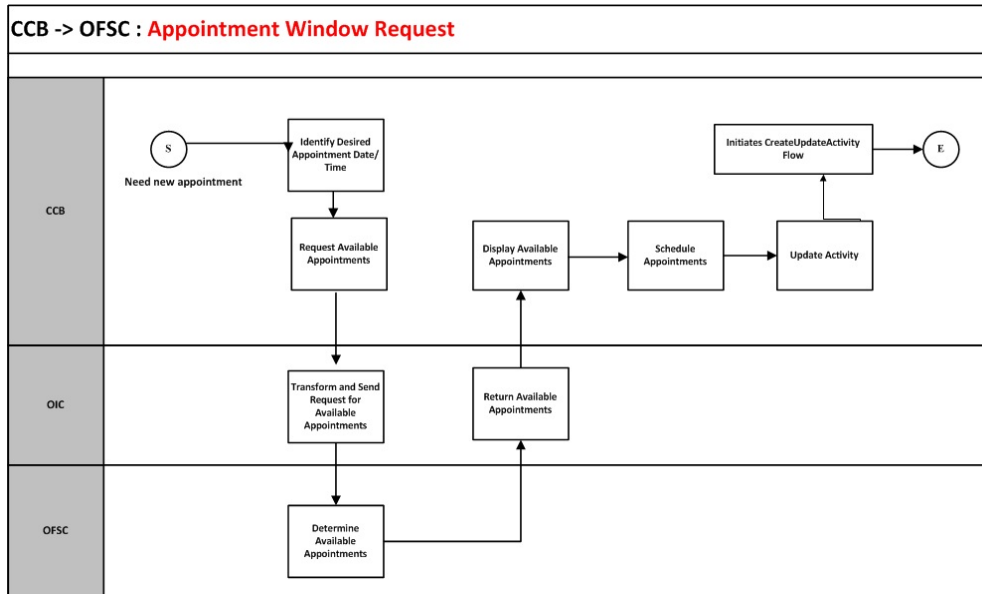 CCB -> OFSC : Appointment Window Request
CCB
S
Need new appointment
Identify Desired
Appointment Date/
Time
Request Available
Appointments
Display Available
Appointments
Schedule
Appointments
Update Activity
Initiates CreateUpdateActivity
Flow
E
OIC
Transform and Send
Request for
Available
Appointments
Return Available
Appointments
OFSC
Determine
Available
Appointments